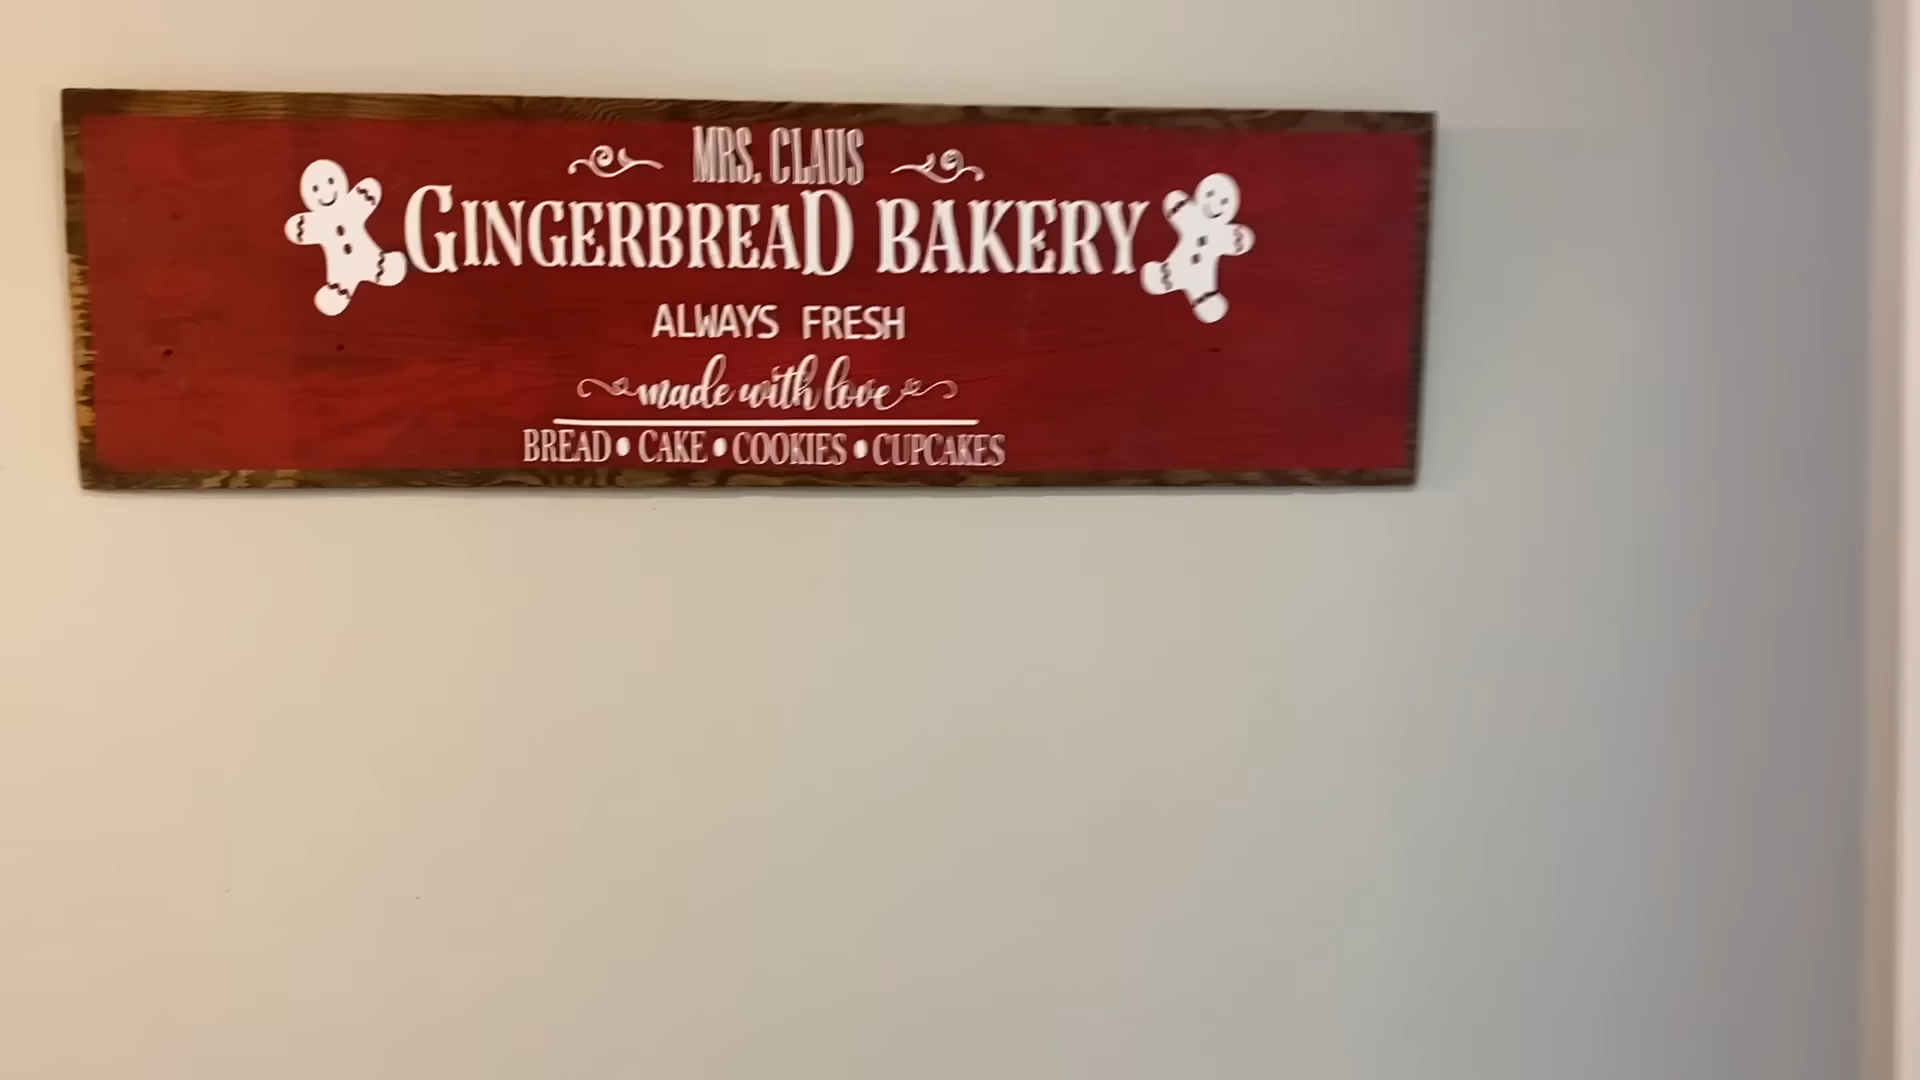 MRS. CLAUS
GINGERBREAD BAKERY
ALWAYS FRESH
made with love
BREAD • CAKE • COOKIES • CUPCAKES